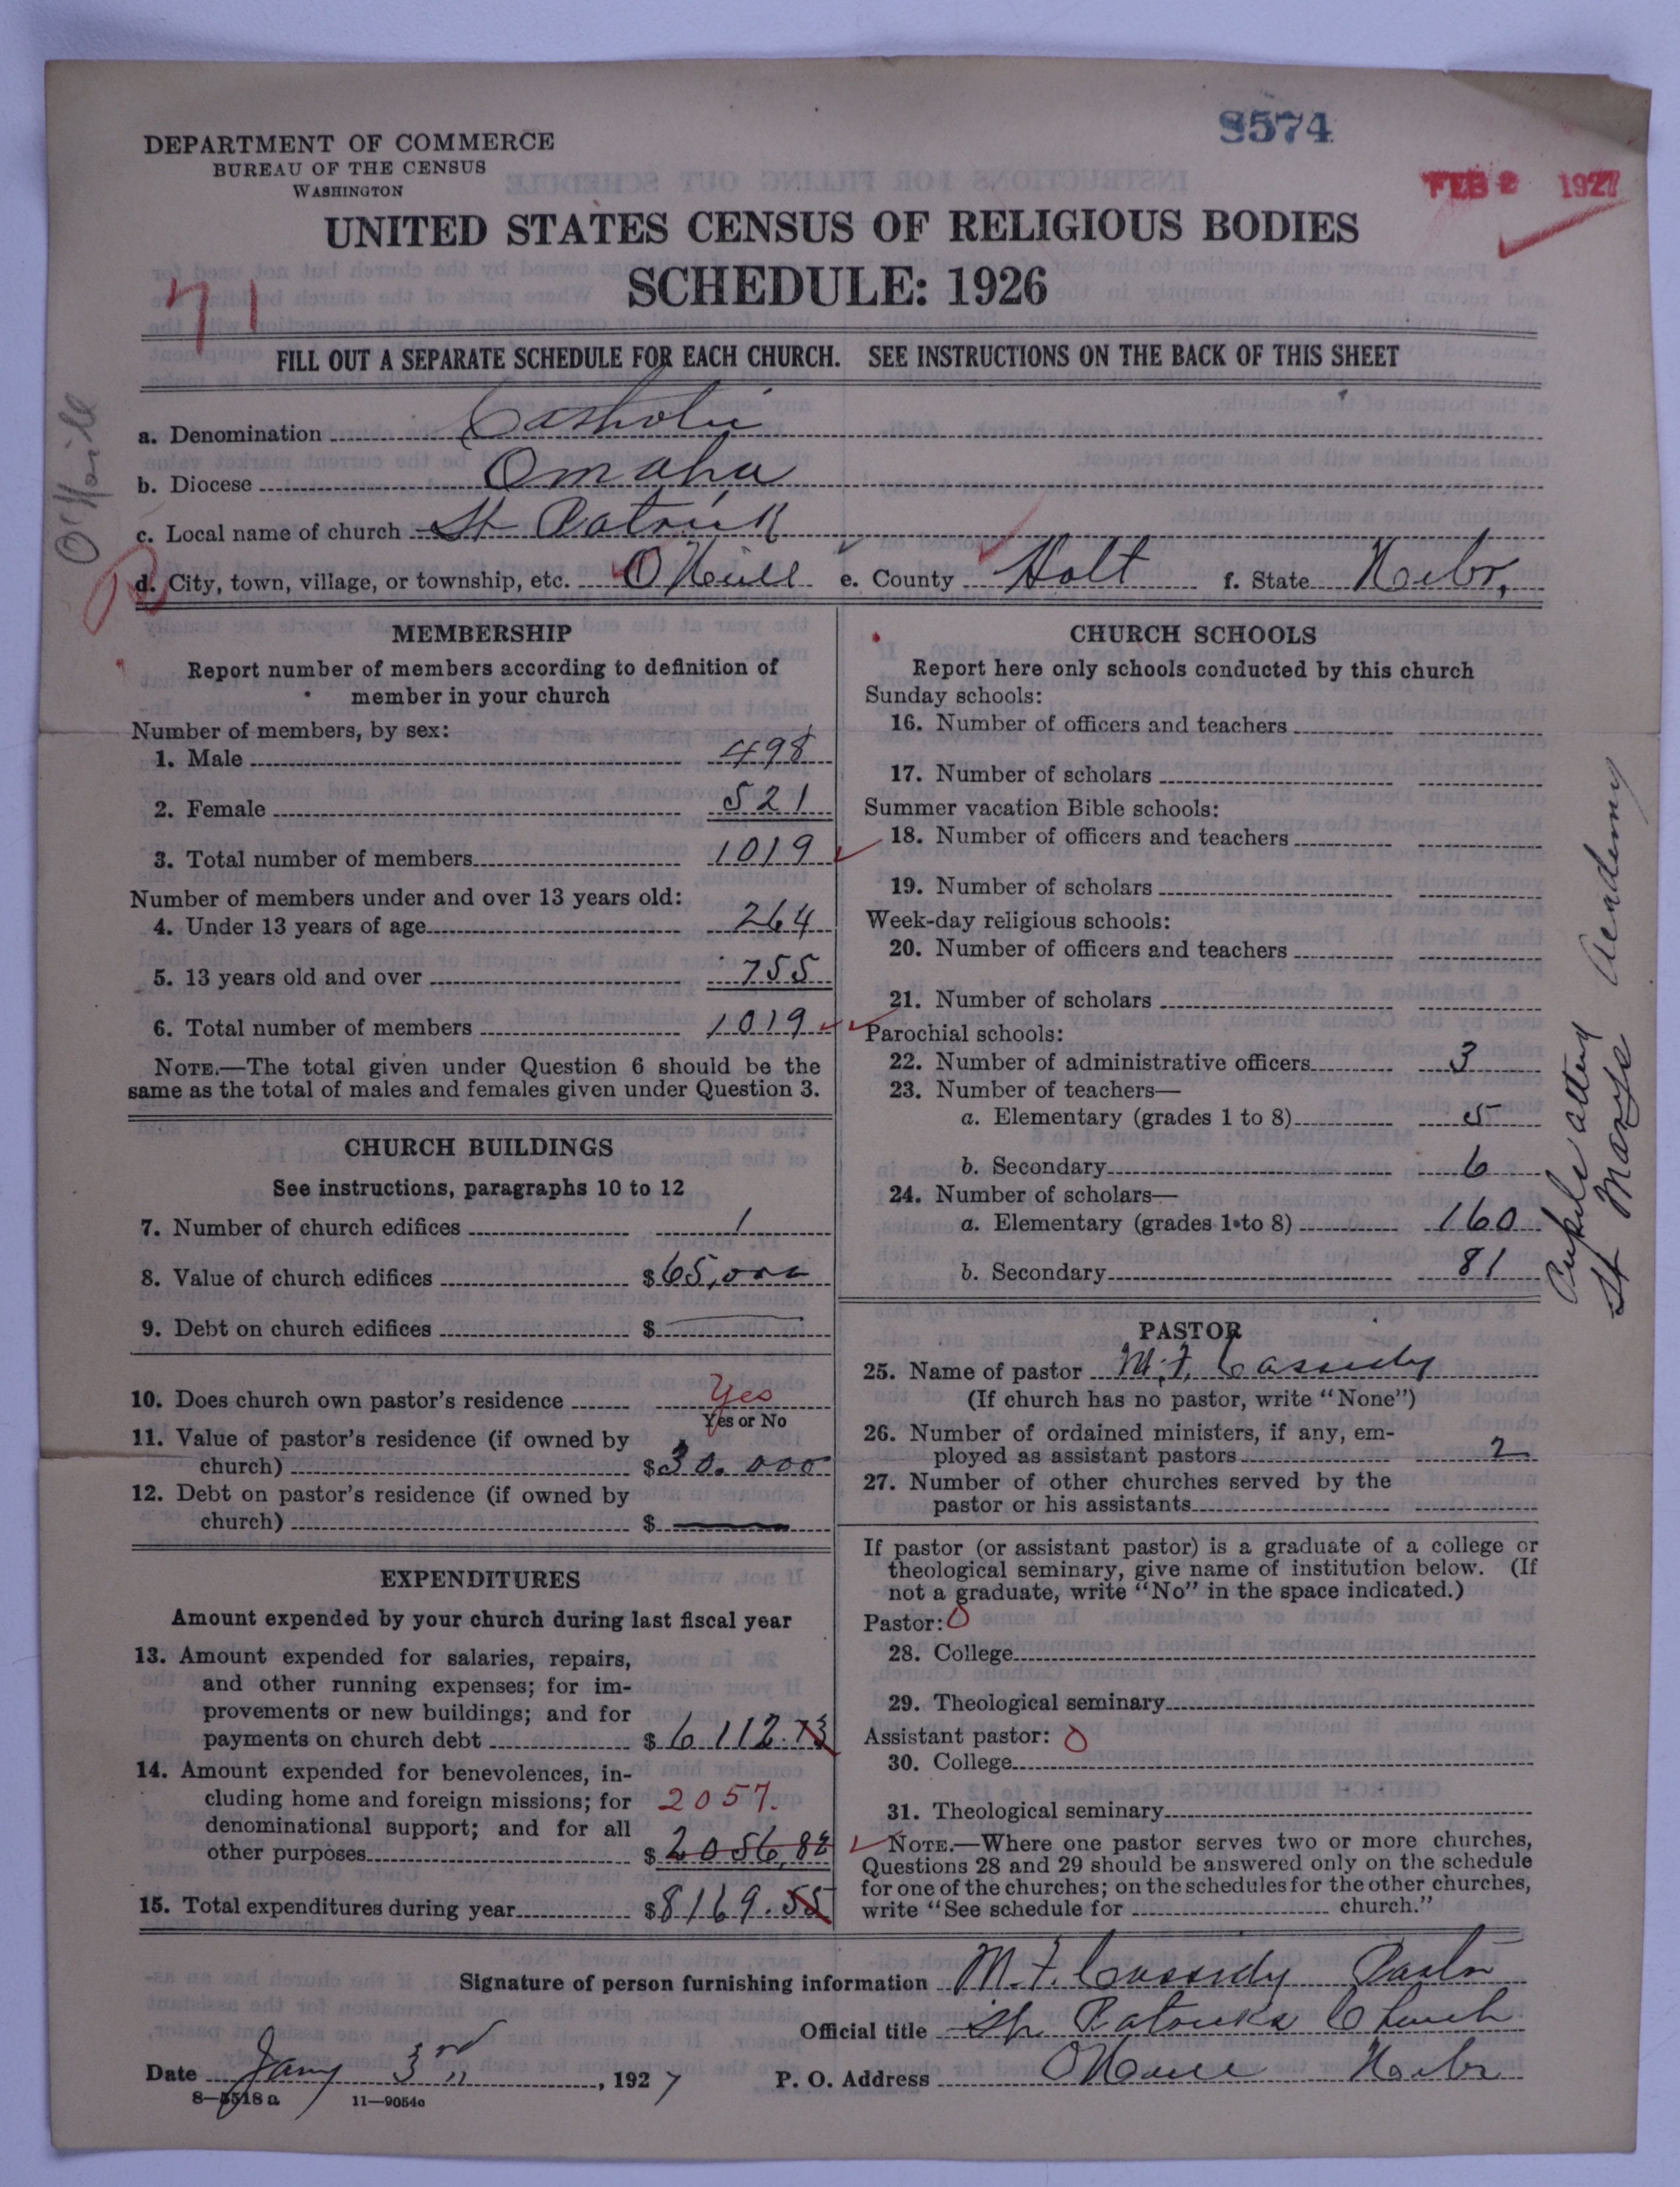 8574
DEPARTMENT OF COMMERCE
BUREAU OF THE CENSUS
WASHINGTON
FEB 2 1927
UNITED STATES CENSUS OF RELIGIOUS BODIES
SCHEDULE: 1926
71
FILL OUT A SEPARATE SCHEDULE FOR EACH CHURCH. SEE INSTRUCTIONS ON THE BACK OF THIS SHEET
O'Neill
a. Denomination Catholic
b. Diocese Omaha
c. Local name of church St Patrick
d. City, town, village, or township, etc. O'Neill e. County Holt f. State Nebr.
MEMBERSHIP
Report number of members according to definition of
member in your church
Number of members, by sex:
1. Male 498
2. Female 521
3. Total number of members 1019
Number of members under and over 13 years old:
4. Under 13 years of age 264
5. 13 years old and over 755
6. Total number of members 1019
NOTE.—The total given under Question 6 should be the
same as the total of males and females given under Question 3.
CHURCH BUILDINGS
See instructions, paragraphs 10 to 12
7. Number of church edifices 1
8. Value of church edifices $65,000
9. Debt on church edifices $
10. Does church own pastor's residence Yes
Yes or No
11. Value of pastor's residence (if owned by
church) $30.000
12. Debt on pastor's residence (if owned by
church) $
EXPENDITURES
Amount expended by your church during last fiscal year
13. Amount expended for salaries, repairs,
and other running expenses; for im-
provements or new buildings; and for
payments on church debt $6112.73
14. Amount expended for benevolences, in-
cluding home and foreign missions; for 2057.
denominational support; and for all
other purposes $2056,82
15. Total expenditures during year $8169.55
CHURCH SCHOOLS
Report here only schools conducted by this church
Sunday schools:
16. Number of officers and teachers
17. Number of scholars
Summer vacation Bible schools:
18. Number of officers and teachers
19. Number of scholars
Week-day religious schools:
20. Number of officers and teachers
21. Number of scholars
Parochial schools:
22. Number of administrative officers 3
23. Number of teachers—
a. Elementary (grades 1 to 8) 5
b. Secondary 6
24. Number of scholars—
a. Elementary (grades 1 to 8) 160
b. Secondary 81
Pupils attend
St Marys Academy
PASTOR
25. Name of pastor M.F. Cassidy
(If church has no pastor, write "None")
26. Number of ordained ministers, if any, em-
ployed as assistant pastors 2
27. Number of other churches served by the
pastor or his assistants
If pastor (or assistant pastor) is a graduate of a college or
theological seminary, give name of institution below. (If
not a graduate, write "No" in the space indicated.)
Pastor: 0
28. College
29. Theological seminary
Assistant pastor: 0
30. College
31. Theological seminary
NOTE.—Where one pastor serves two or more churches,
Questions 28 and 29 should be answered only on the schedule
for one of the churches; on the schedules for the other churches,
write "See schedule for church."
Signature of person furnishing information M.F. Cassidy Pastor
Official title St Patricks Church
Date Jany 3rd, 1927 P. O. Address O'Neill Nebr
8—5518a 11—9054c